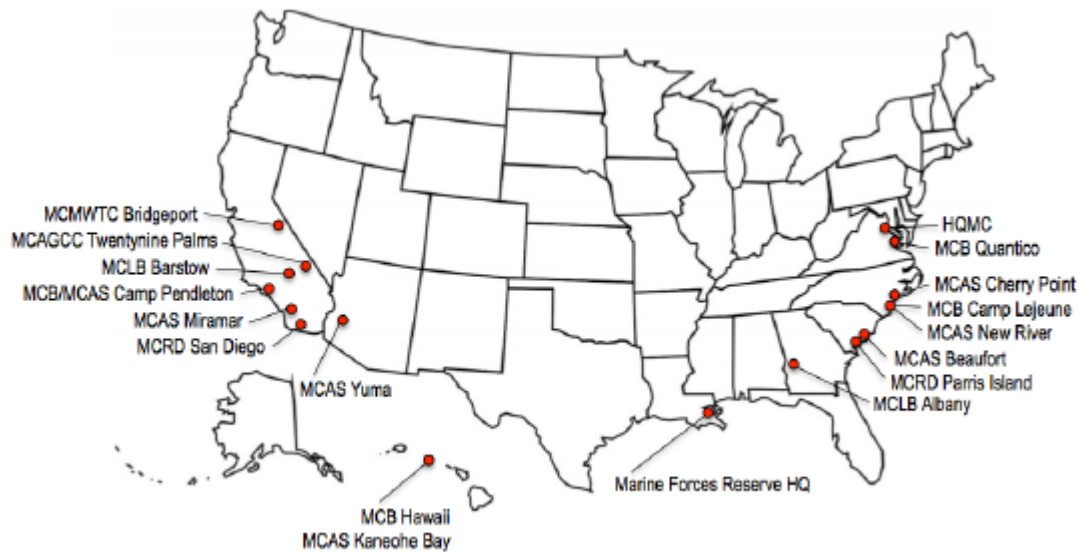 MCMWTC Bridgeport
MCAGCC Twentynine Palms
MCLB Barstow
MCB/MCAS Camp Pendleton
MCAS Miramar
MCRD San Diego
MCAS Yuma
HQMC
MCB Quantico
MCAS Cherry Point
MCB Camp Lejeune
MCAS New River
MCAS Beaufort
MCRD Parris Island
MCLB Albany
Marine Forces Reserve HQ
MCB Hawaii
MCAS Kaneohe Bay